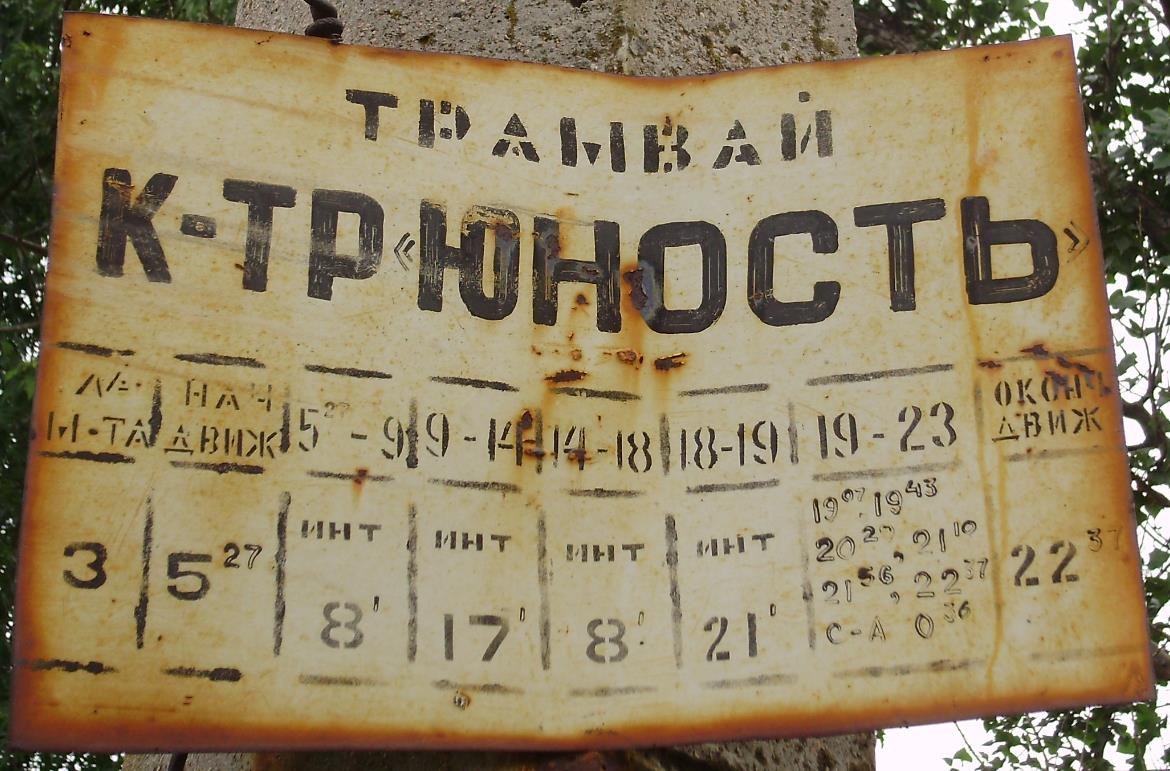 ТРАМВАЙ
К-ТР «ЮНОСТЬ»
№ М-ТА НАЧ ДВИЖ 5²⁷ - 9 9-14 14-18 18-19 19-23 ОКОНЧ ДВИЖ
3 5²⁷ ИНТ 8' ИНТ 17' ИНТ 8' ИНТ 21' 19⁰⁷, 19⁴³ 22³⁷
20²⁷, 21¹⁰
21⁵⁶, 22³⁷
С-А 0³⁶